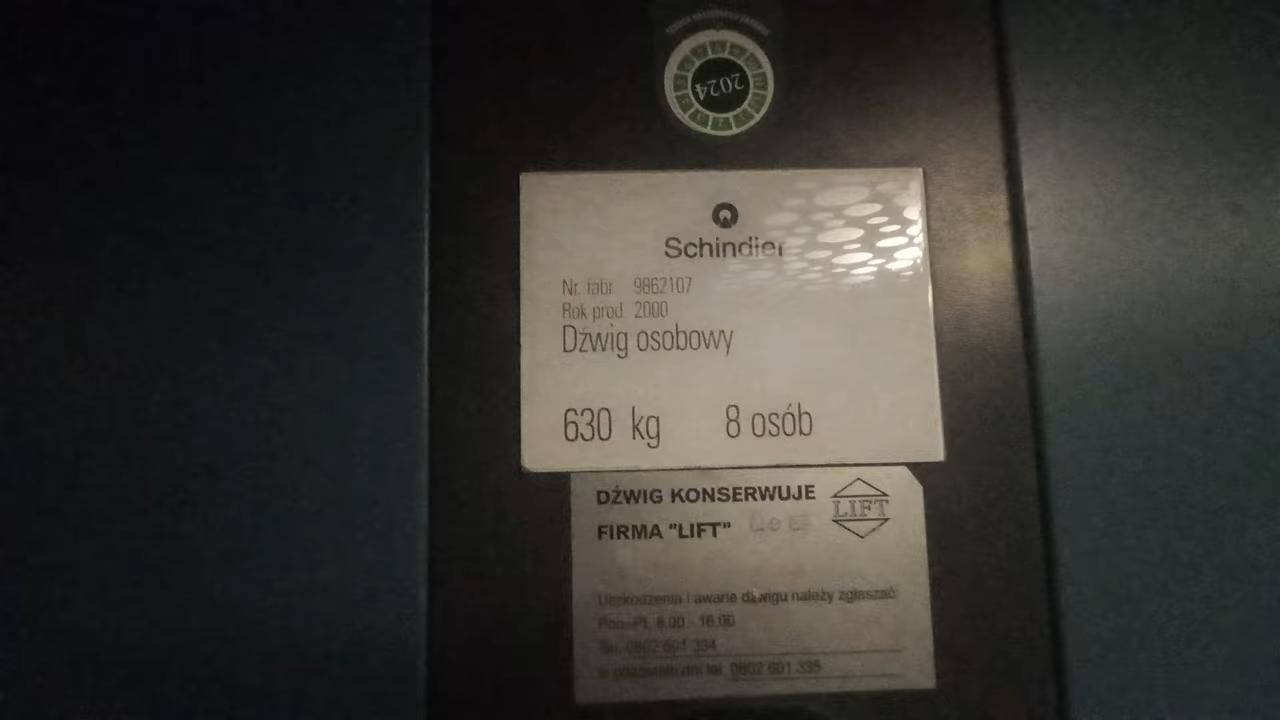 2024
Schindler
Nr. fabr. 9862107
Rok prod. 2000
Dźwig osobowy
630 kg 8 osób
DŹWIG KONSERWUJE
FIRMA "LIFT"
LIFT
Uszkodzenia i awarie dźwigu należy zgłaszać:
Pon-Pt. 8.00 - 16.00
Tel. 0602 601 334
w pozostałe dni tel. 0602 601 335